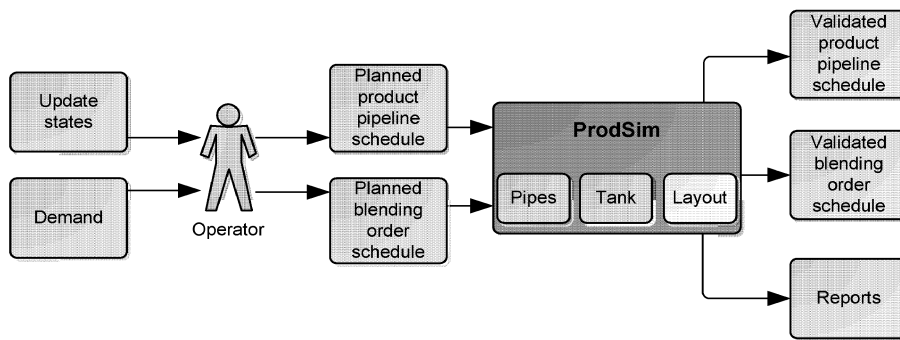 Update
states
Demand
Operator
Planned
product
pipeline
schedule
Planned
blending
order
schedule
ProdSim
Pipes
Tank
Layout
Validated
product
pipeline
schedule
Validated
blending
order
schedule
Reports